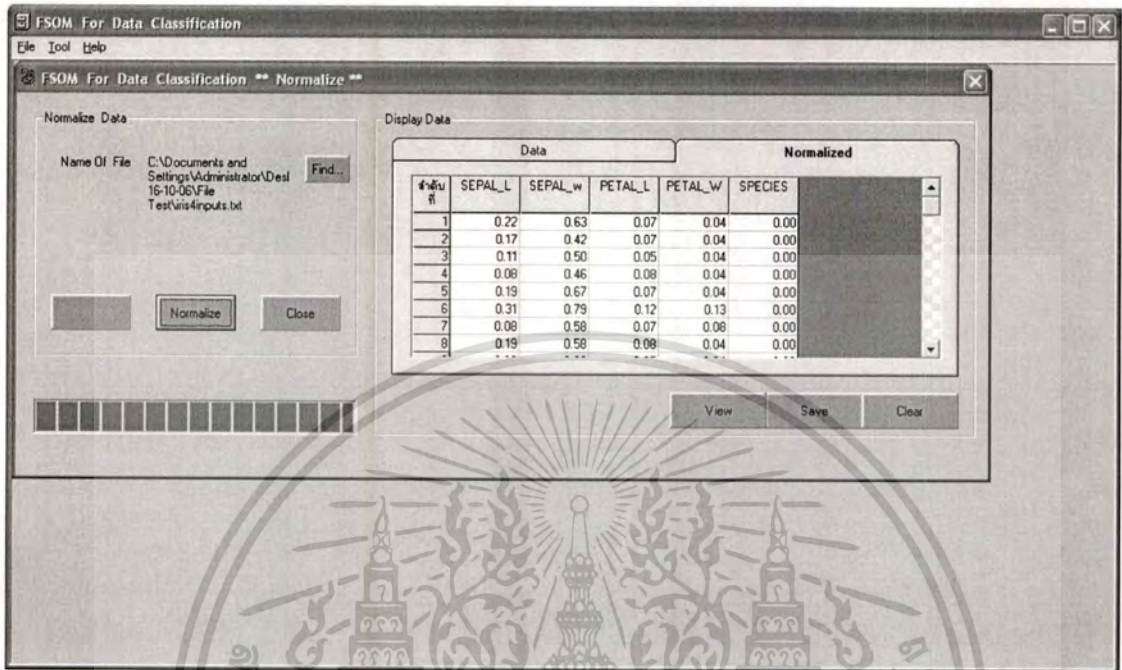 FSOM For Data Classification
File Tool Help
FSOM For Data Classification ** Normalize **
Normalize Data
Name Of File C:\Documents and
Settings\Administrator\Desl
16-10-06\File
Test\iris4inputs.txt
Find...
Normalize Close
Display Data
Data Normalized
ลำดับที่ SEPAL_L SEPAL_w PETAL_L PETAL_W SPECIES
1 0.22 0.63 0.07 0.04 0.00
2 0.17 0.42 0.07 0.04 0.00
3 0.11 0.50 0.05 0.04 0.00
4 0.08 0.46 0.08 0.04 0.00
5 0.19 0.67 0.07 0.04 0.00
6 0.31 0.79 0.12 0.13 0.00
7 0.08 0.58 0.07 0.08 0.00
8 0.19 0.58 0.08 0.04 0.00
View Save Clear